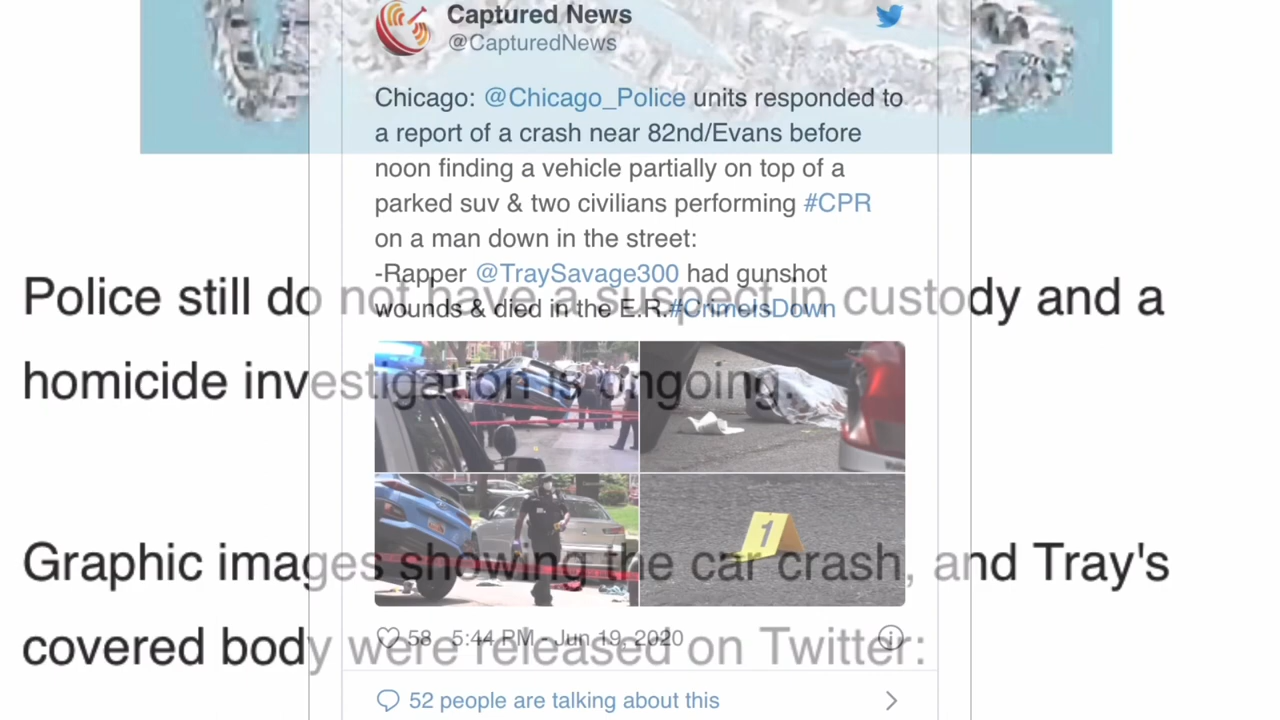 Captured News
@CapturedNews
Chicago: @Chicago_Police units responded to
a report of a crash near 82nd/Evans before
noon finding a vehicle partially on top of a
parked suv & two civilians performing #CPR
on a man down in the street:
-Rapper @TraySavage300 had gunshot
wounds & died in the E.R.#CrimeIsDown
Police still do not have a suspect in custody and a
homicide investigation is ongoing.
1
Graphic images showing the car crash, and Tray's
covered body were released on Twitter:
58 5:44 PM - Jun 19, 2020
52 people are talking about this